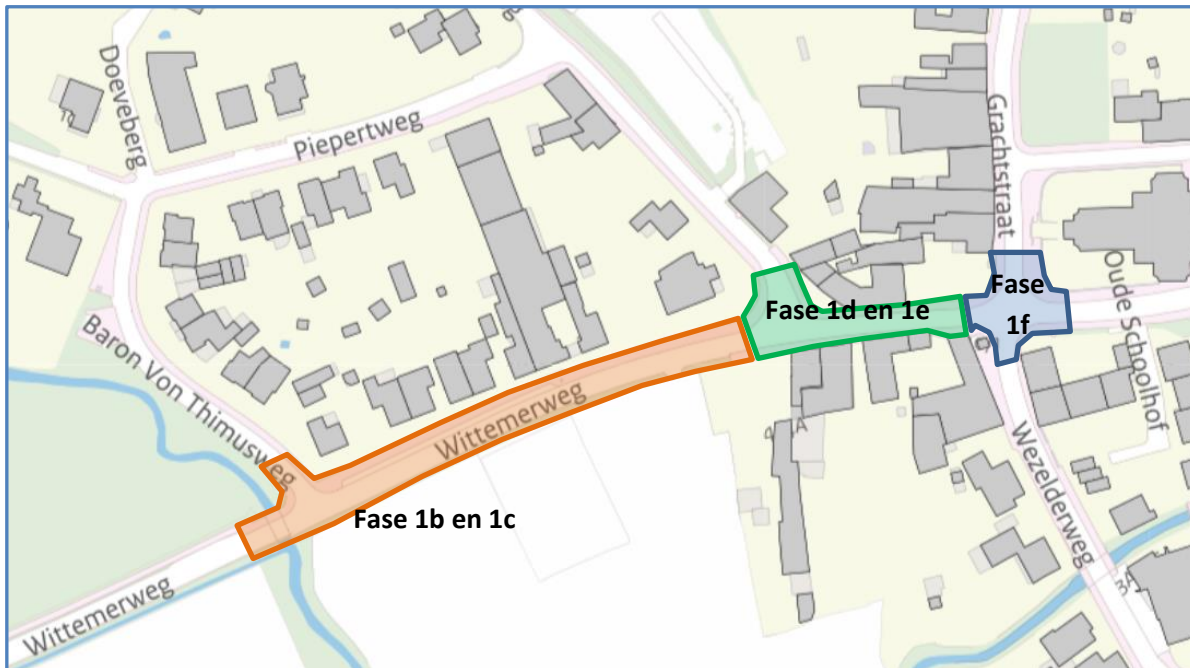 Doeveberg
Piepertweg
Grachtstraat
Oude Schoolhof
Fase 1d en 1e
Fase
1f
Baron Von Thimusweg
Wittemerweg
Fase 1b en 1c
Wezelderweg
Wittemerweg